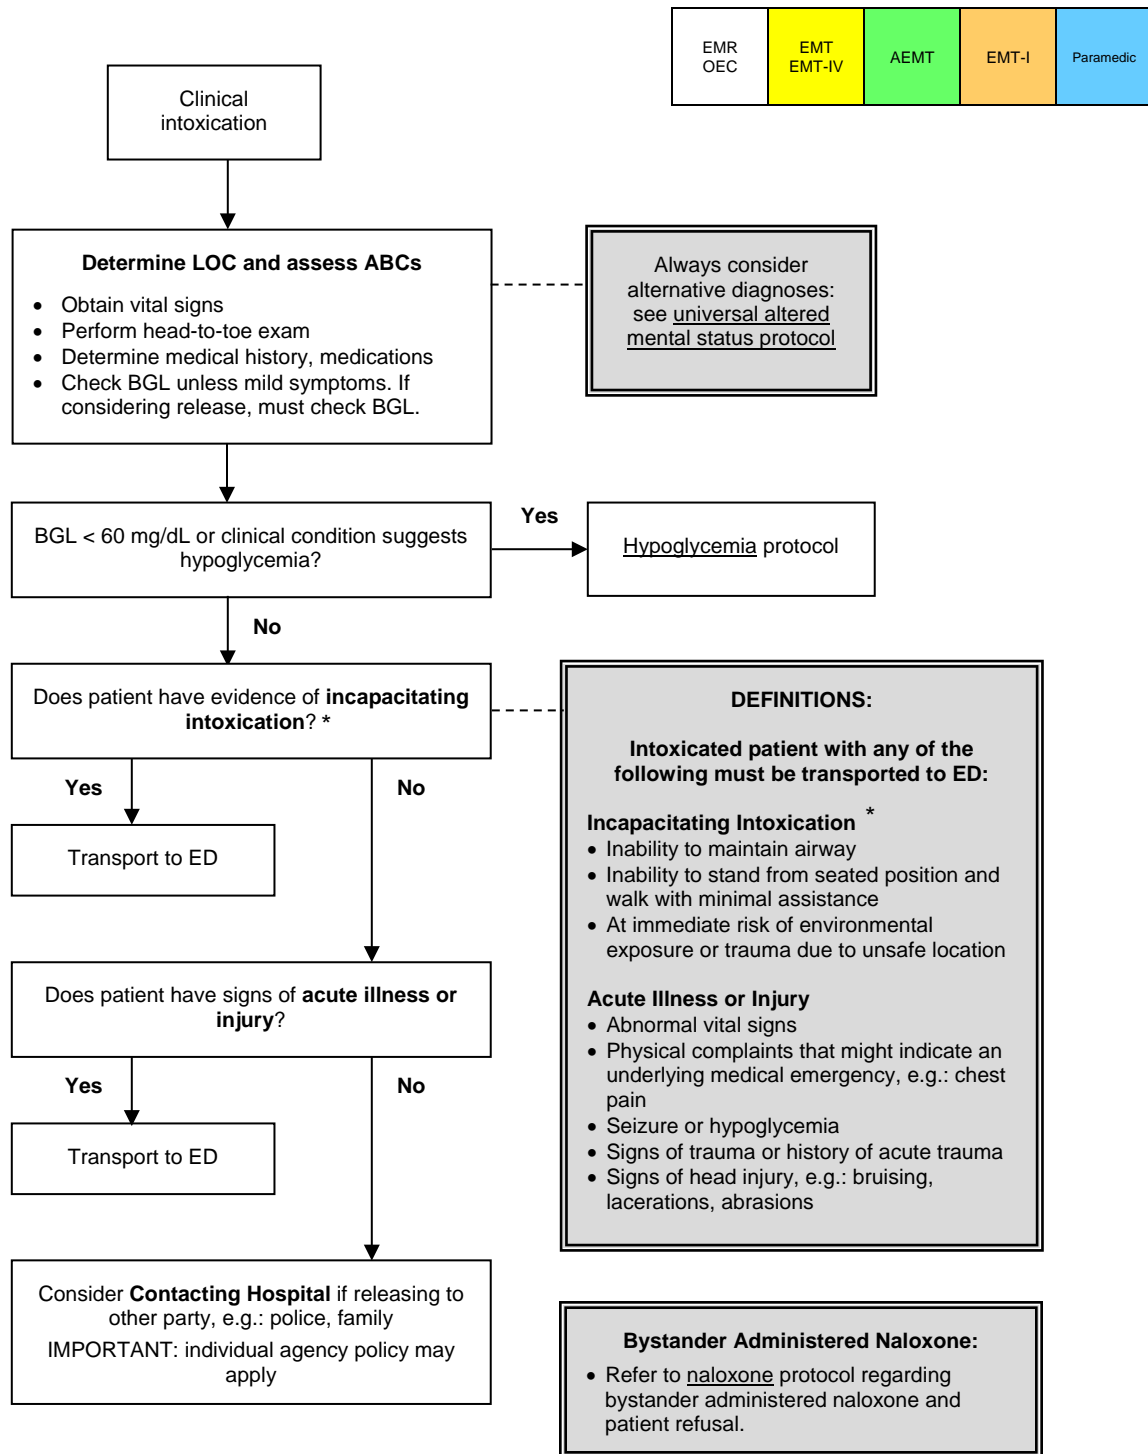 EMR
OEC
EMT
EMT-IV
AEMT
EMT-I
Paramedic
Clinical
intoxication
Determine LOC and assess ABCs
• Obtain vital signs
• Perform head-to-toe exam
• Determine medical history, medications
• Check BGL unless mild symptoms. If
considering release, must check BGL.
Always consider
alternative diagnoses:
see universal altered
mental status protocol
BGL < 60 mg/dL or clinical condition suggests
hypoglycemia?
Yes
Hypoglycemia protocol
No
Does patient have evidence of incapacitating
intoxication? *
Yes
No
Transport to ED
DEFINITIONS:
Intoxicated patient with any of the
following must be transported to ED:
Incapacitating Intoxication *
• Inability to maintain airway
• Inability to stand from seated position and
walk with minimal assistance
• At immediate risk of environmental
exposure or trauma due to unsafe location
Acute Illness or Injury
• Abnormal vital signs
• Physical complaints that might indicate an
underlying medical emergency, e.g.: chest
pain
• Seizure or hypoglycemia
• Signs of trauma or history of acute trauma
• Signs of head injury, e.g.: bruising,
lacerations, abrasions
Does patient have signs of acute illness or
injury?
Yes
No
Transport to ED
Consider Contacting Hospital if releasing to
other party, e.g.: police, family
IMPORTANT: individual agency policy may
apply
Bystander Administered Naloxone:
• Refer to naloxone protocol regarding
bystander administered naloxone and
patient refusal.